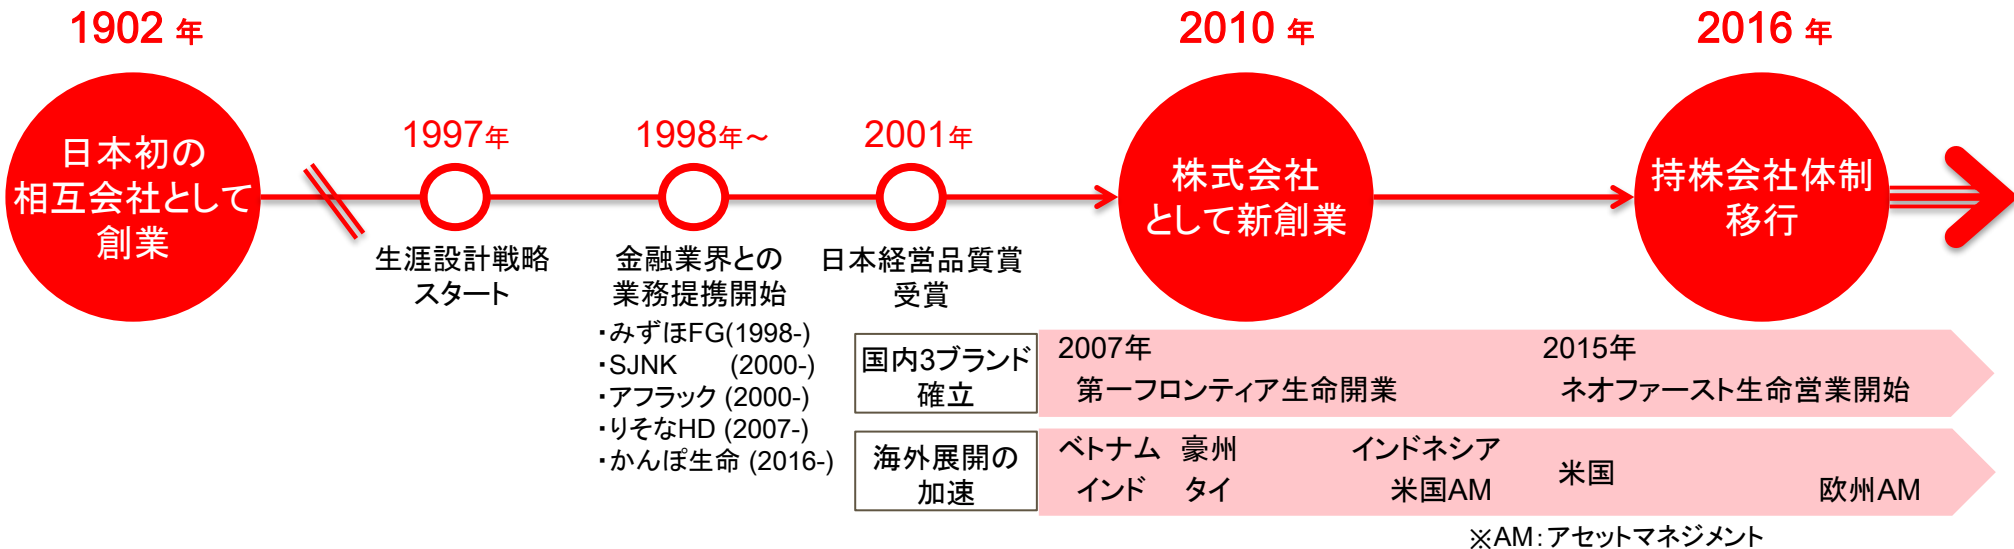 1902 年
日本初の
相互会社として
創業
1997年
生涯設計戦略
スタート
1998年～
金融業界との
業務提携開始
・みずほFG(1998-)
・SJNK (2000-)
・アフラック (2000-)
・りそなHD (2007-)
・かんぽ生命 (2016-)
2001年
日本経営品質賞
受賞
2010 年
株式会社
として新創業
2016 年
持株会社体制
移行
国内3ブランド
確立
2007年
第一フロンティア生命開業
2015年
ネオファースト生命営業開始
海外展開の
加速
ベトナム 豪州 インドネシア
インド タイ 米国AM
米国
欧州AM
※AM：アセットマネジメント